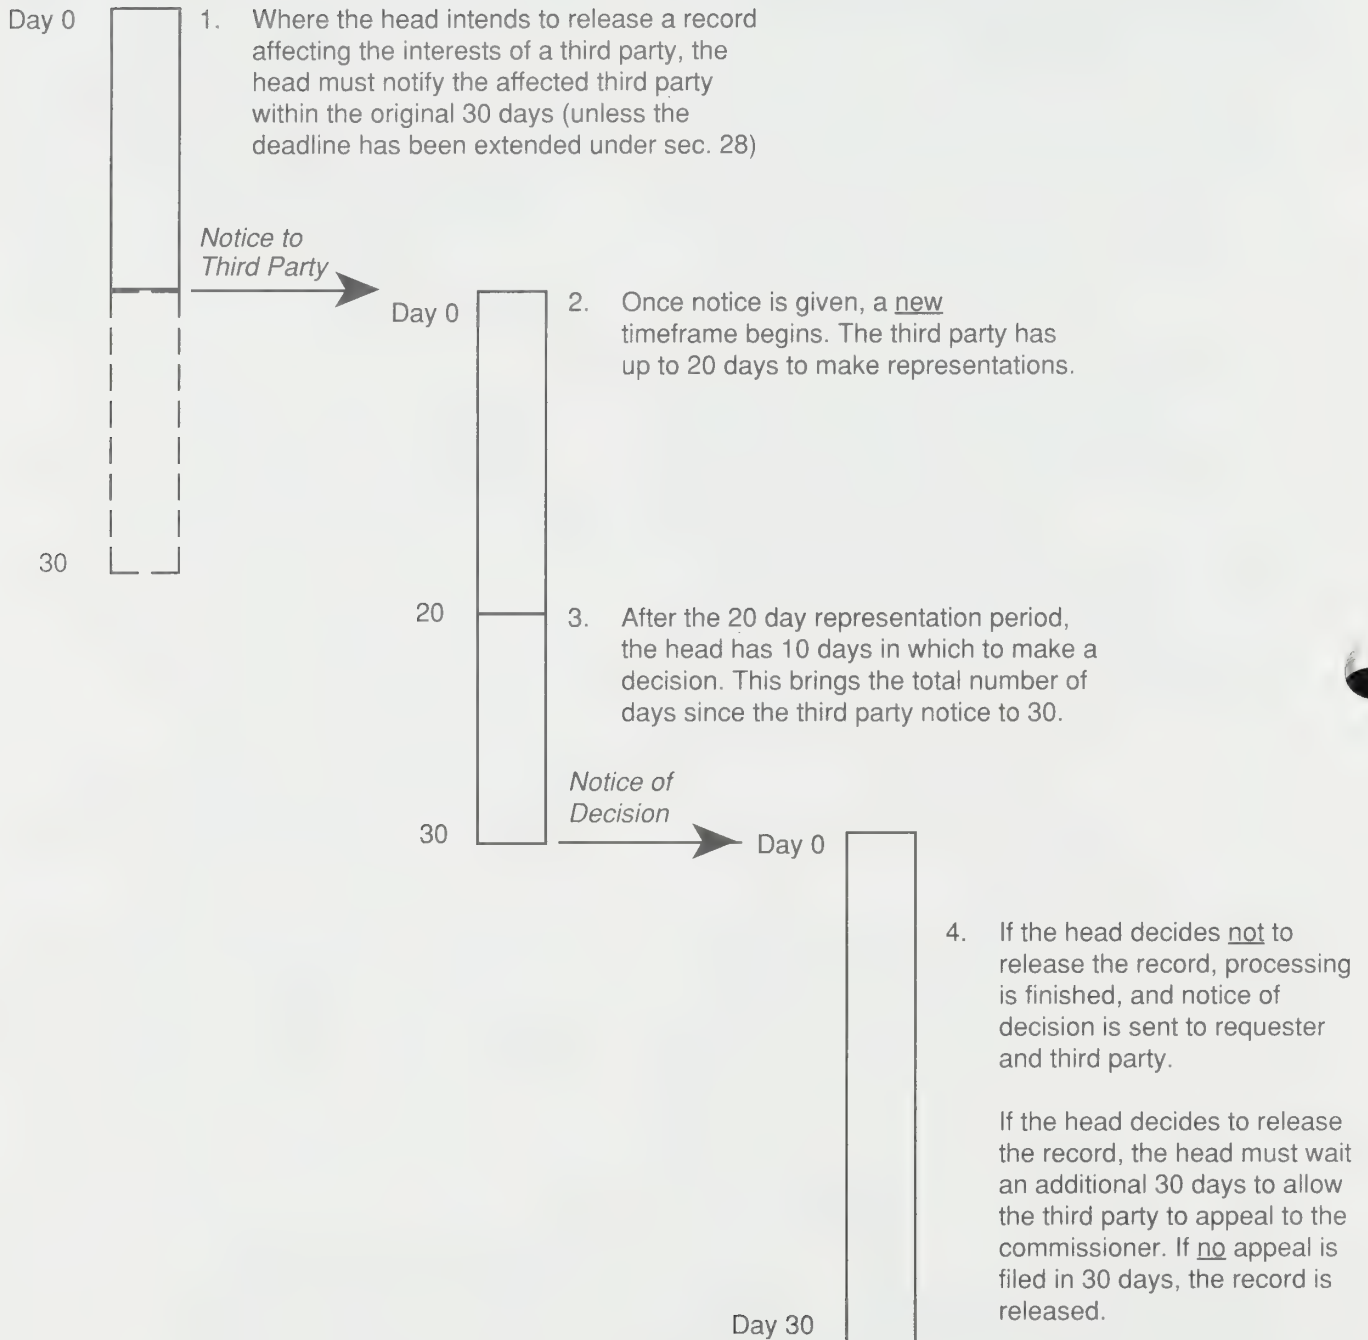 Day 0
1. Where the head intends to release a record
affecting the interests of a third party, the
head must notify the affected third party
within the original 30 days (unless the
deadline has been extended under sec. 28)
Notice to
Third Party
30
Day 0
2. Once notice is given, a new
timeframe begins. The third party has
up to 20 days to make representations.
20
3. After the 20 day representation period,
the head has 10 days in which to make a
decision. This brings the total number of
days since the third party notice to 30.
30
Notice of
Decision
Day 0
4. If the head decides not to
release the record, processing
is finished, and notice of
decision is sent to requester
and third party.
If the head decides to release
the record, the head must wait
an additional 30 days to allow
the third party to appeal to the
commissioner. If no appeal is
filed in 30 days, the record is
released.
Day 30